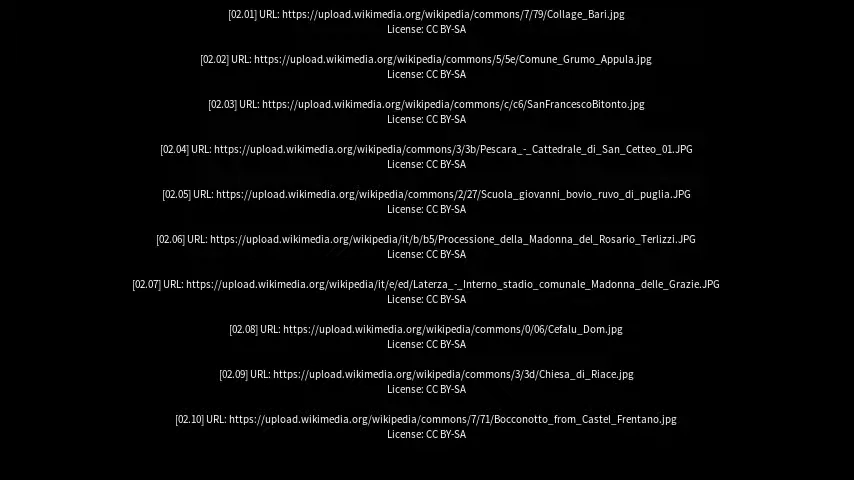 [02.01] URL: https://upload.wikimedia.org/wikipedia/commons/7/79/Collage_Bari.jpg
License: CC BY-SA
[02.02] URL: https://upload.wikimedia.org/wikipedia/commons/5/5e/Comune_Grumo_Appula.jpg
License: CC BY-SA
[02.03] URL: https://upload.wikimedia.org/wikipedia/commons/c/c6/SanFrancescoBitonto.jpg
License: CC BY-SA
[02.04] URL: https://upload.wikimedia.org/wikipedia/commons/3/3b/Pescara_-_Cattedrale_di_San_Cetteo_01.JPG
License: CC BY-SA
[02.05] URL: https://upload.wikimedia.org/wikipedia/commons/2/27/Scuola_giovanni_bovio_ruvo_di_puglia.JPG
License: CC BY-SA
[02.06] URL: https://upload.wikimedia.org/wikipedia/it/b/b5/Processione_della_Madonna_del_Rosario_Terlizzi.JPG
License: CC BY-SA
[02.07] URL: https://upload.wikimedia.org/wikipedia/it/e/ed/Laterza_-_Interno_stadio_comunale_Madonna_delle_Grazie.JPG
License: CC BY-SA
[02.08] URL: https://upload.wikimedia.org/wikipedia/commons/0/06/Cefalu_Dom.jpg
License: CC BY-SA
[02.09] URL: https://upload.wikimedia.org/wikipedia/commons/3/3d/Chiesa_di_Riace.jpg
License: CC BY-SA
[02.10] URL: https://upload.wikimedia.org/wikipedia/commons/7/71/Bocconotto_from_Castel_Frentano.jpg
License: CC BY-SA